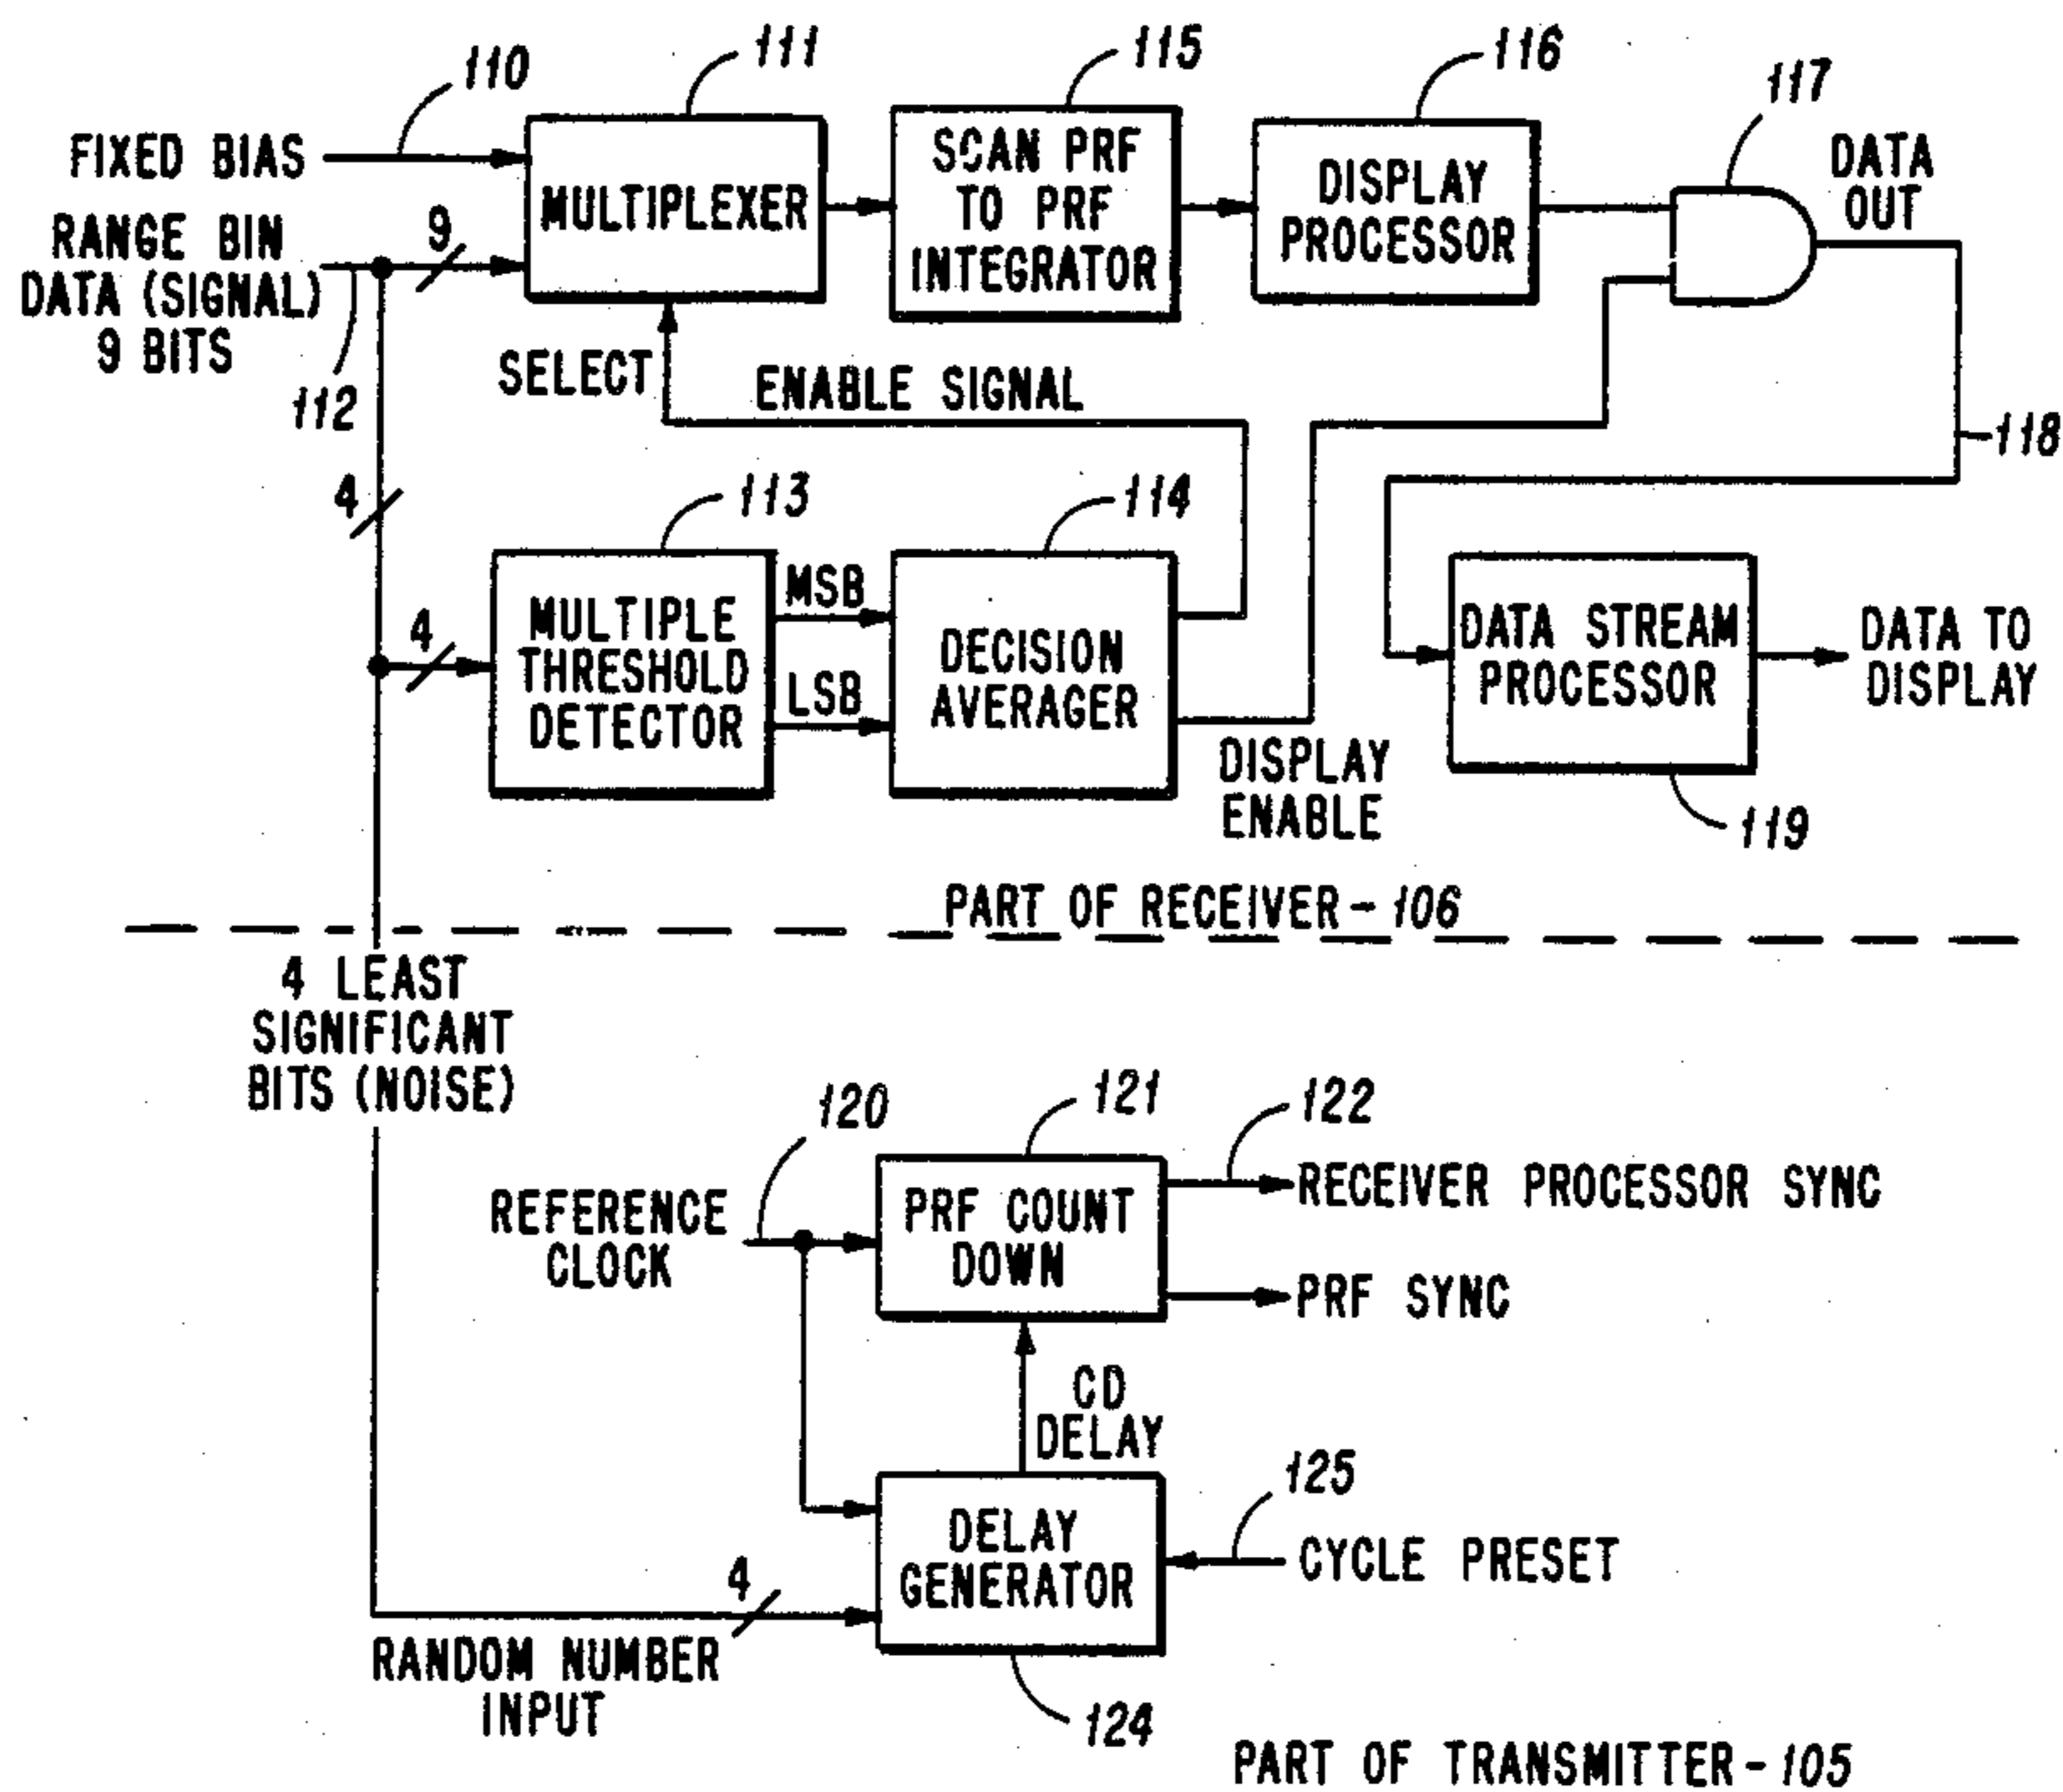 110
111
115
116
117
FIXED BIAS
RANGE BIN
DATA (SIGNAL)
9 BITS
9
112
MULTIPLEXER
SCAN PRF
TO PRF
INTEGRATOR
DISPLAY
PROCESSOR
DATA
OUT
SELECT
ENABLE SIGNAL
118
4
113
114
4
MULTIPLE
THRESHOLD
DETECTOR
MSB
LSB
DECISION
AVERAGER
DISPLAY
ENABLE
DATA STREAM
PROCESSOR
DATA TO
DISPLAY
119
PART OF RECEIVER - 106
4 LEAST
SIGNIFICANT
BITS (NOISE)
120
121
122
REFERENCE
CLOCK
PRF COUNT
DOWN
RECEIVER PROCESSOR SYNC
PRF SYNC
CD
DELAY
125
DELAY
GENERATOR
CYCLE PRESET
4
RANDOM NUMBER
INPUT
124
PART OF TRANSMITTER - 105